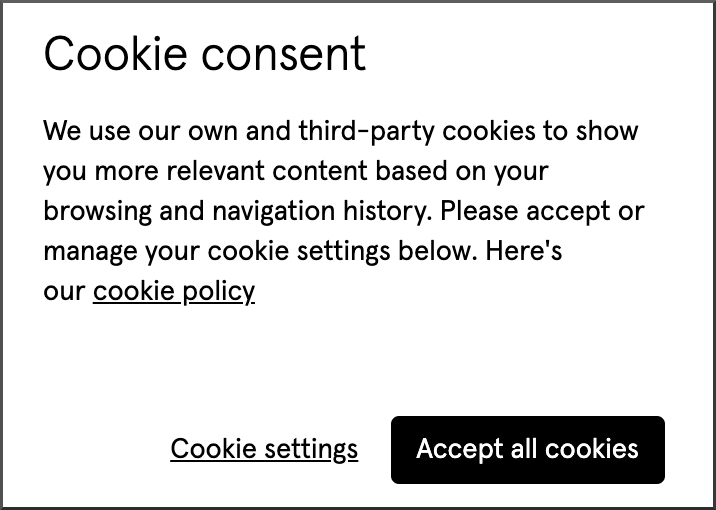 Cookie consent
We use our own and third-party cookies to show
you more relevant content based on your
browsing and navigation history. Please accept or
manage your cookie settings below. Here's
our cookie policy
Cookie settings
Accept all cookies